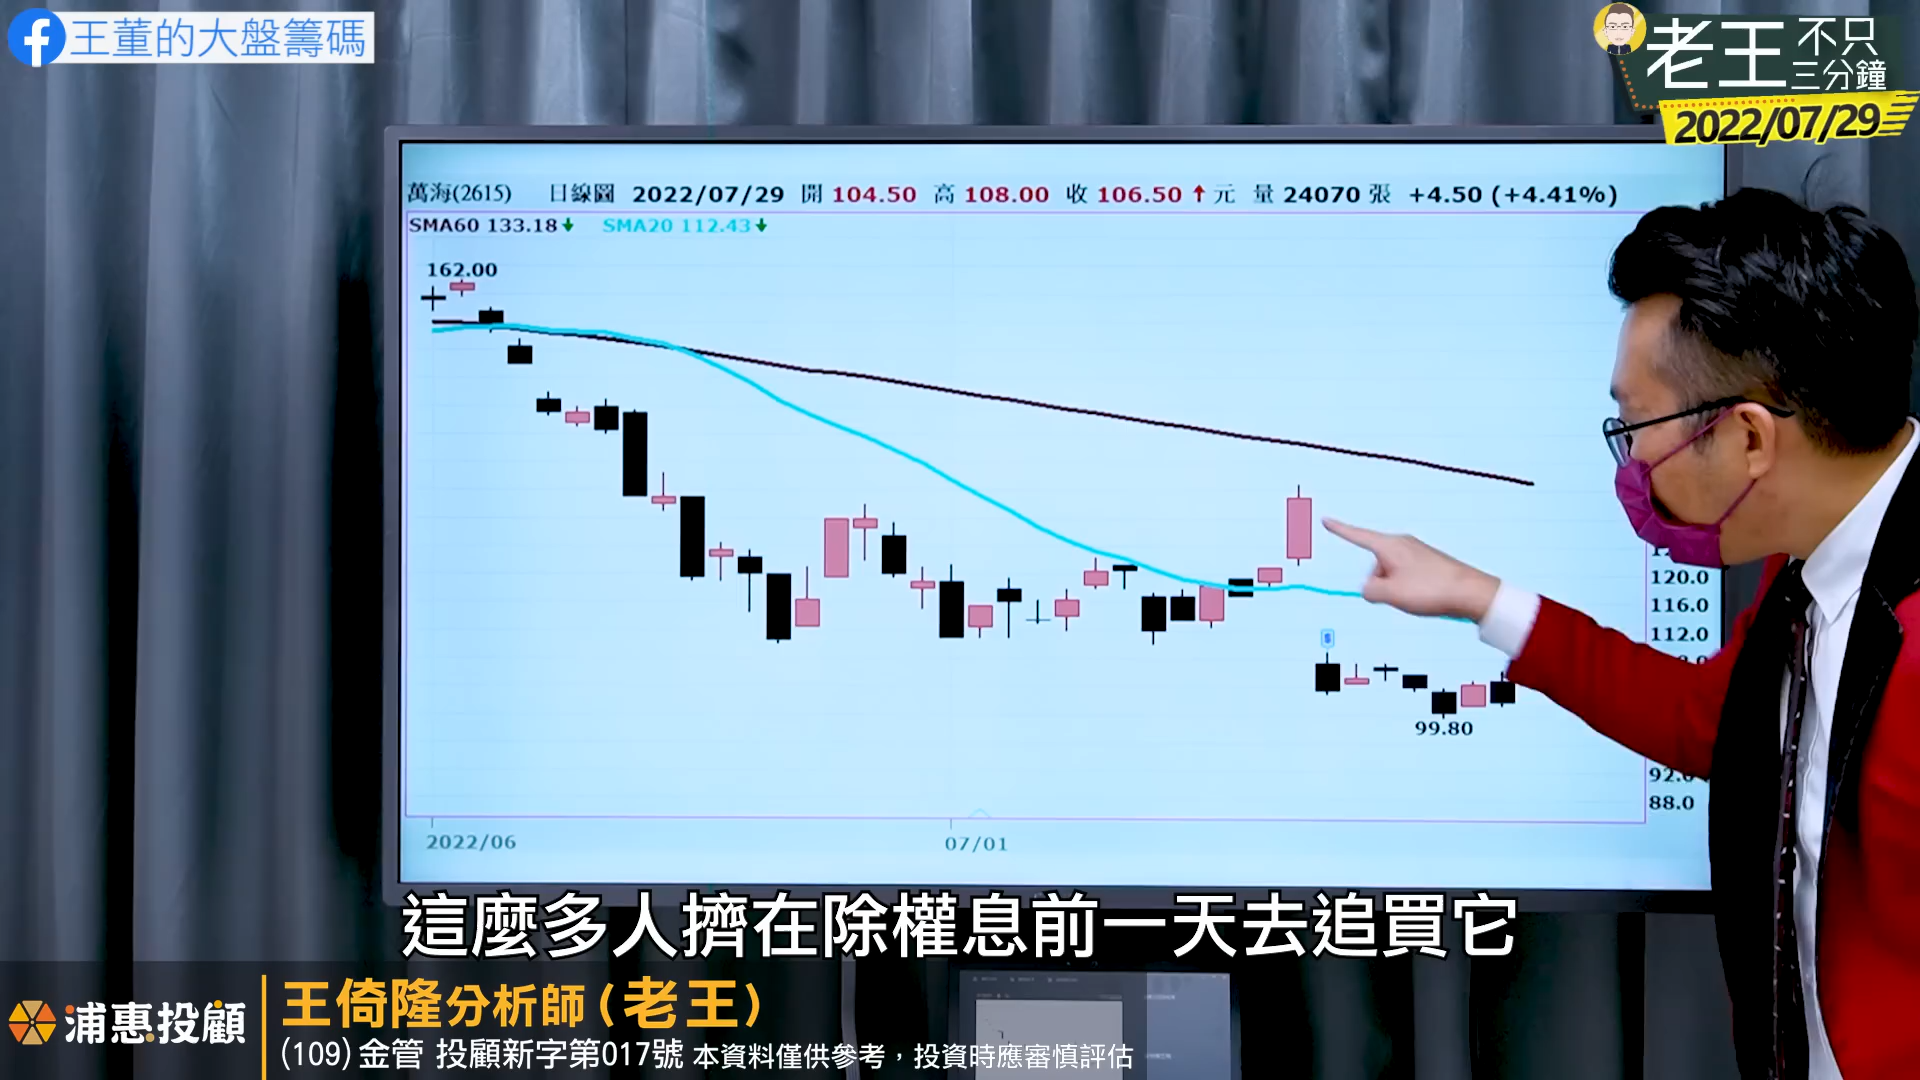 王董的大盤籌碼
老王 不只三分鐘
2022/07/29
萬海(2615) 日線圖 2022/07/29 開 104.50 高 108.00 收 106.50 ↑ 元 量 24070 張 +4.50 (+4.41%)
SMA60 133.18↓ SMA20 112.43↓
162.00
120.0
116.0
112.0
$
99.80
92.0
88.0
2022/06
07/01
這麼多人擠在除權息前一天去追買它
浦惠投顧
王倚隆分析師(老王)
(109) 金管 投顧新字第017號 本資料僅供參考，投資時應審慎評估